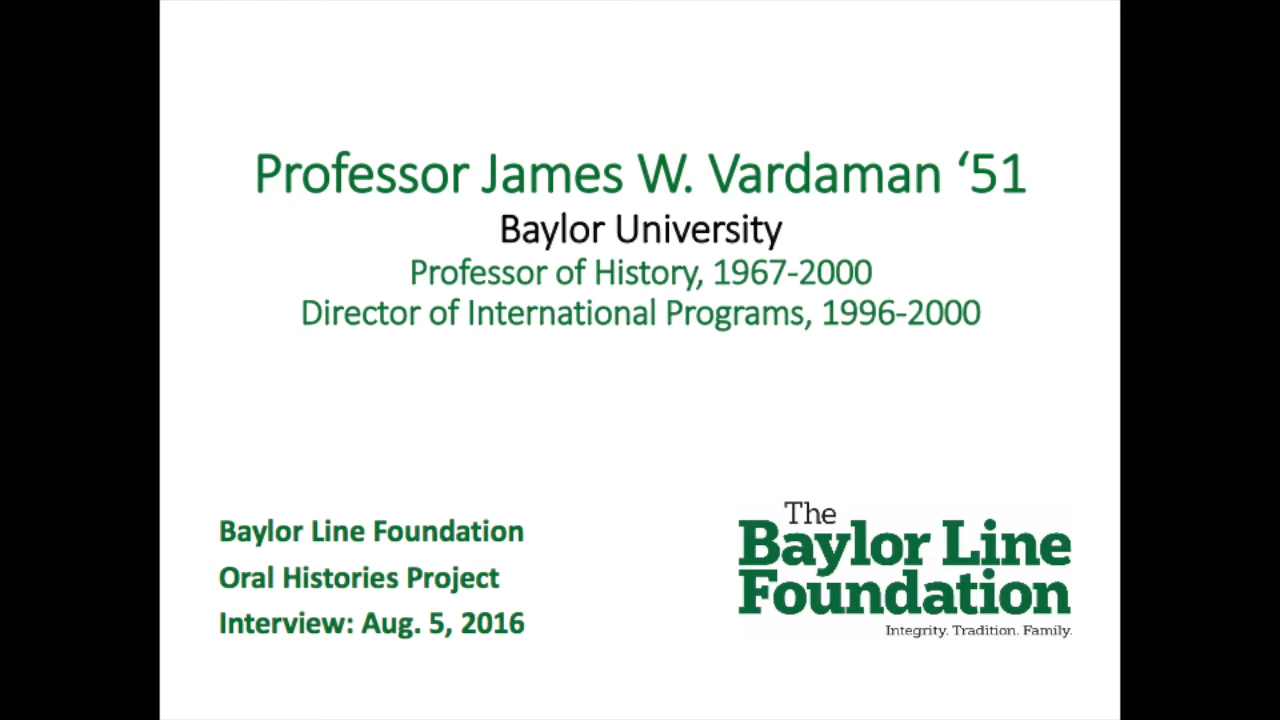 Professor James W. Vardaman ‘51
Baylor University
Professor of History, 1967-2000
Director of International Programs, 1996-2000
Baylor Line Foundation
Oral Histories Project
Interview: Aug. 5, 2016
The
Baylor Line
Foundation
Integrity. Tradition. Family.